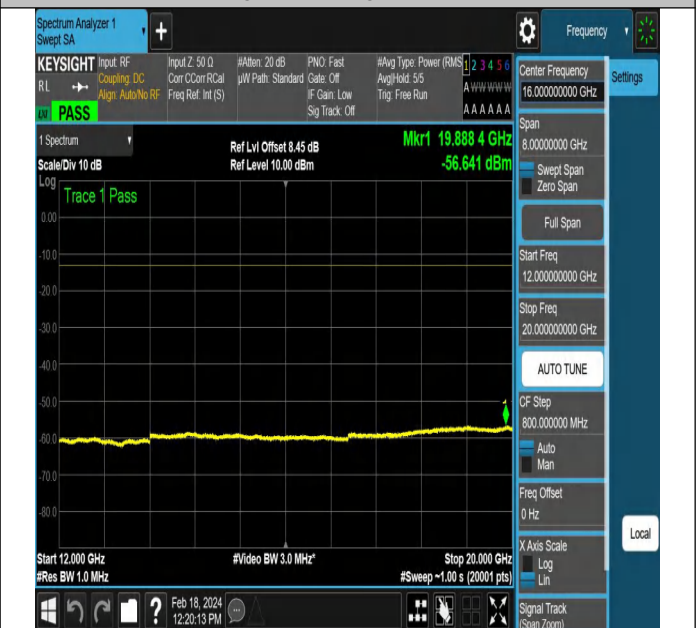 Spectrum Analyzer 1
Swept SA
+
Frequency
KEYSIGHT
RL
PASS
Input: RF
Coupling: DC
Align: Auto/No RF
Input Z: 50 Ω
Corr CCorr RCal
Freq Ref: Int (S)
#Atten: 20 dB
µW Path: Standard
PNO: Fast
Gate: Off
IF Gain: Low
Sig Track: Off
#Avg Type: Power (RMS
Avg|Hold: 5/5
Trig: Free Run
1 2 3 4 5 6
A W W W W W
A A A A A A
1 Spectrum
Scale/Div 10 dB
Ref Lvl Offset 8.45 dB
Ref Level 10.00 dBm
Mkr1 19.888 4 GHz
-56.641 dBm
Log
Trace 1 Pass
0.00
-10.0
-20.0
-30.0
-40.0
-50.0
-60.0
-70.0
-80.0
Start 12.000 GHz
#Res BW 1.0 MHz
#Video BW 3.0 MHz*
Stop 20.000 GHz
#Sweep ~1.00 s (20001 pts)
?
Feb 18, 2024
12:20:13 PM
Center Frequency
16.000000000 GHz
Settings
Span
8.00000000 GHz
Swept Span
Zero Span
Full Span
Start Freq
12.000000000 GHz
Stop Freq
20.000000000 GHz
AUTO TUNE
CF Step
800.000000 MHz
Auto
Man
Freq Offset
0 Hz
X Axis Scale
Log
Lin
Local
Signal Track
(Span Zoom)